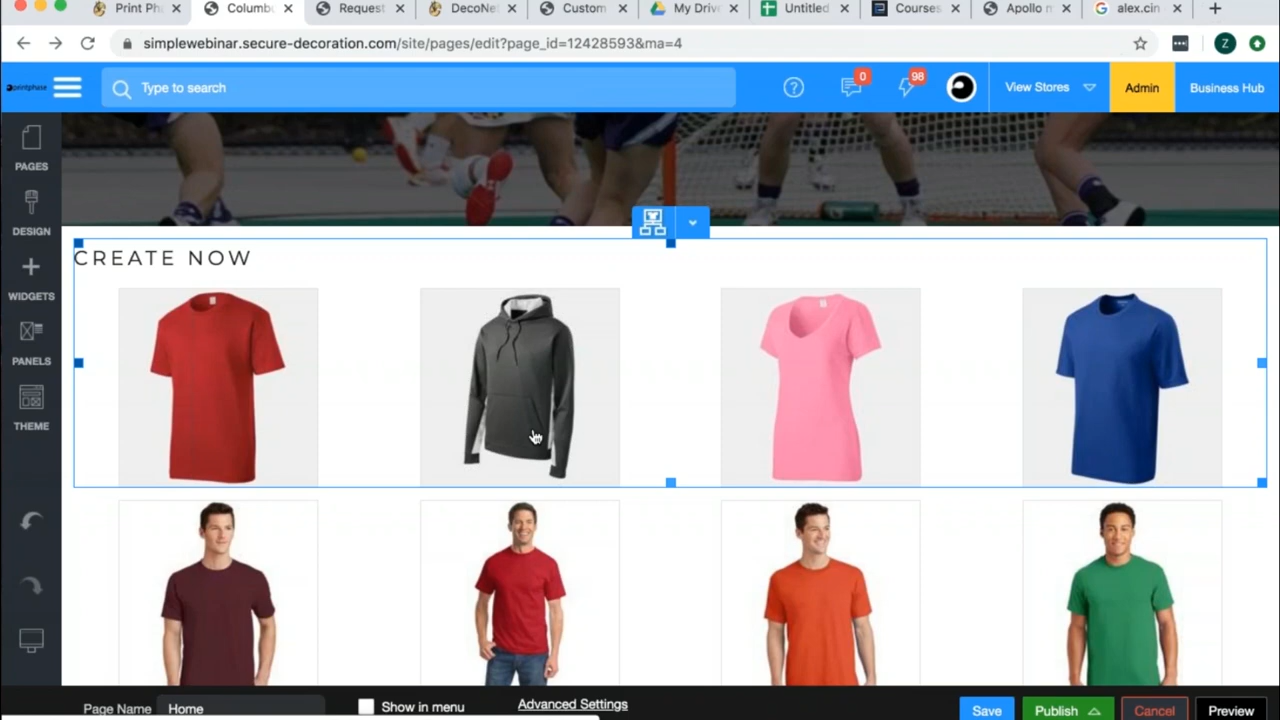 Print Ph
Columb
Request
DecoNe
Custom
My Driv
Untitled
Courses
Apollo m
alex.cin
simplewebinar.secure-decoration.com/site/pages/edit?page_id=12428593&ma=4
Z
printphase
Type to search
0
98
View Stores
Admin
Business Hub
PAGES
DESIGN
WIDGETS
PANELS
THEME
CREATE NOW
Page Name
Home
Show in menu
Advanced Settings
Save
Publish
Cancel
Preview